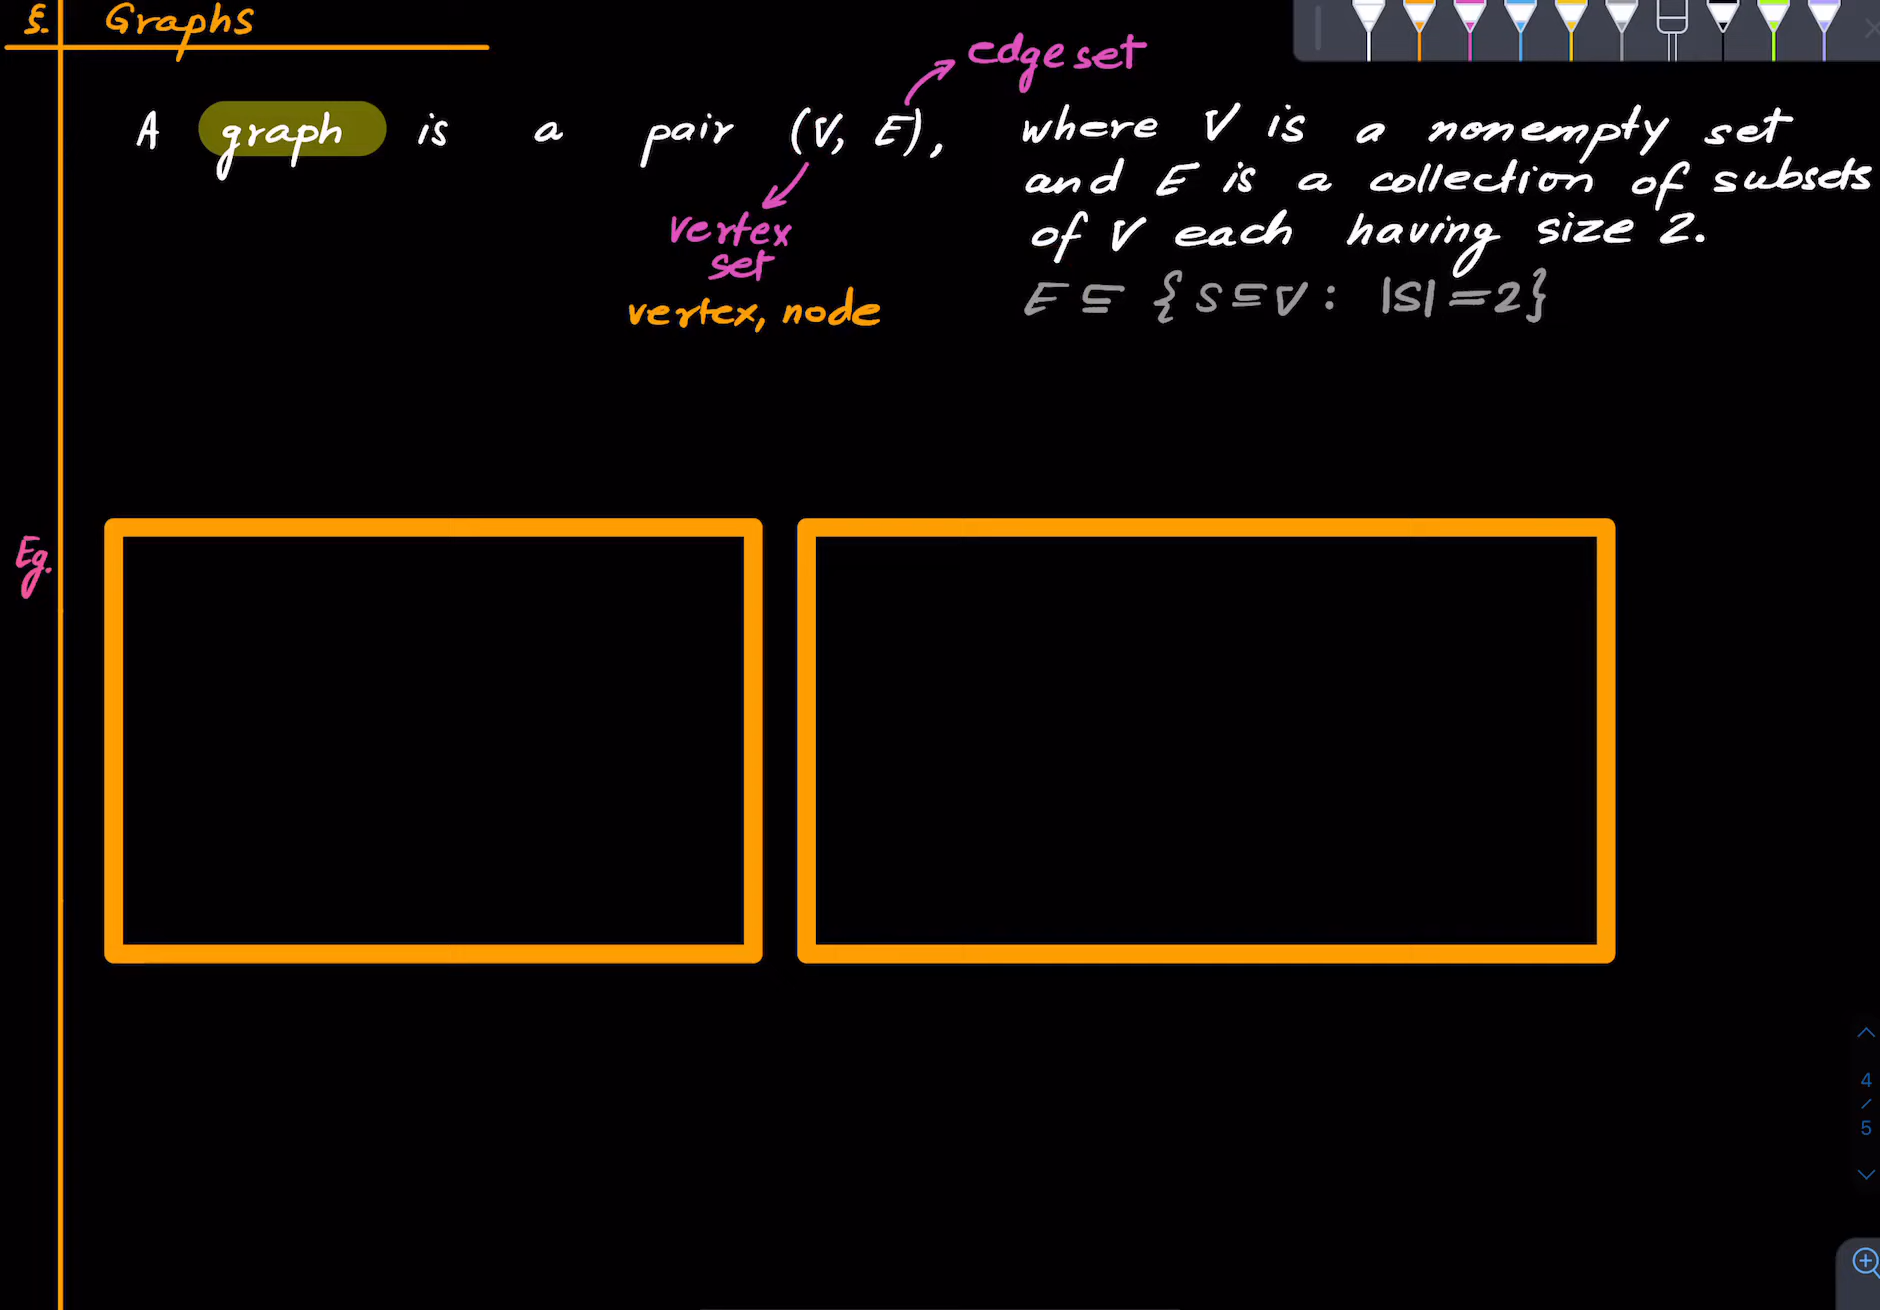 §. Graphs
edge set
A graph is a pair (V, E), where V is a nonempty set
and E is a collection of subsets
of V each having size 2.
vertex
set
vertex, node
E ⊆ {S ⊆ V : |S| = 2}
Eg.
4
/
5